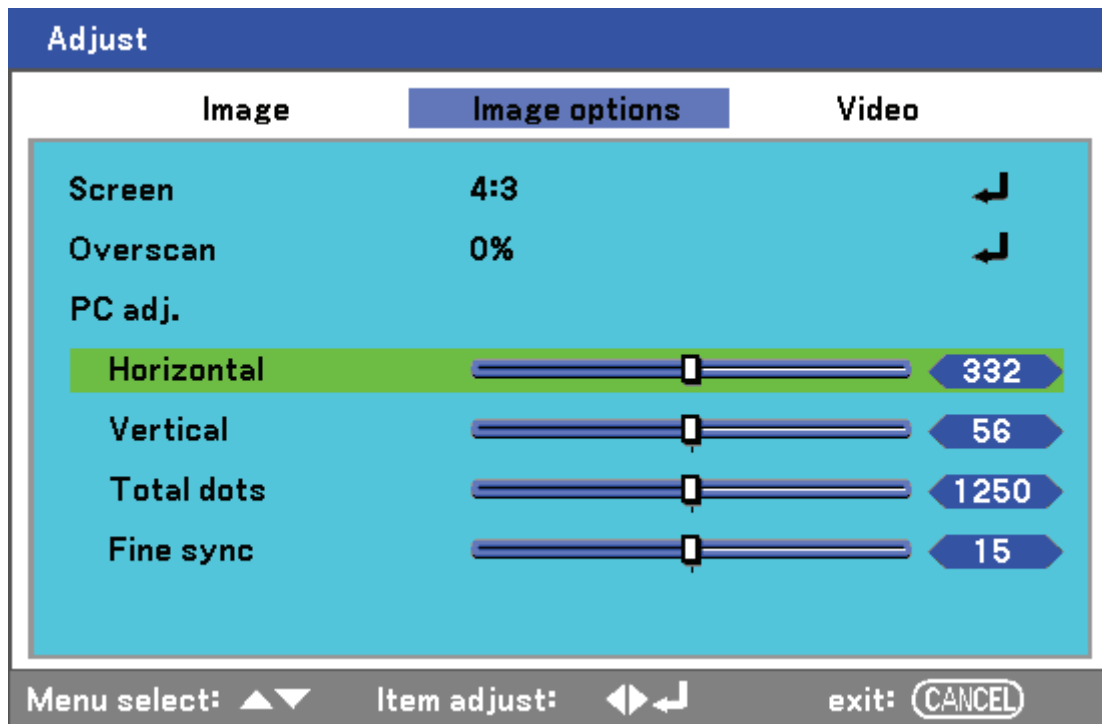 Adjust
Image Image options Video
Screen 4:3
Overscan 0%
PC adj.
Horizontal 332
Vertical 56
Total dots 1250
Fine sync 15
Menu select: Item adjust: exit: CANCEL